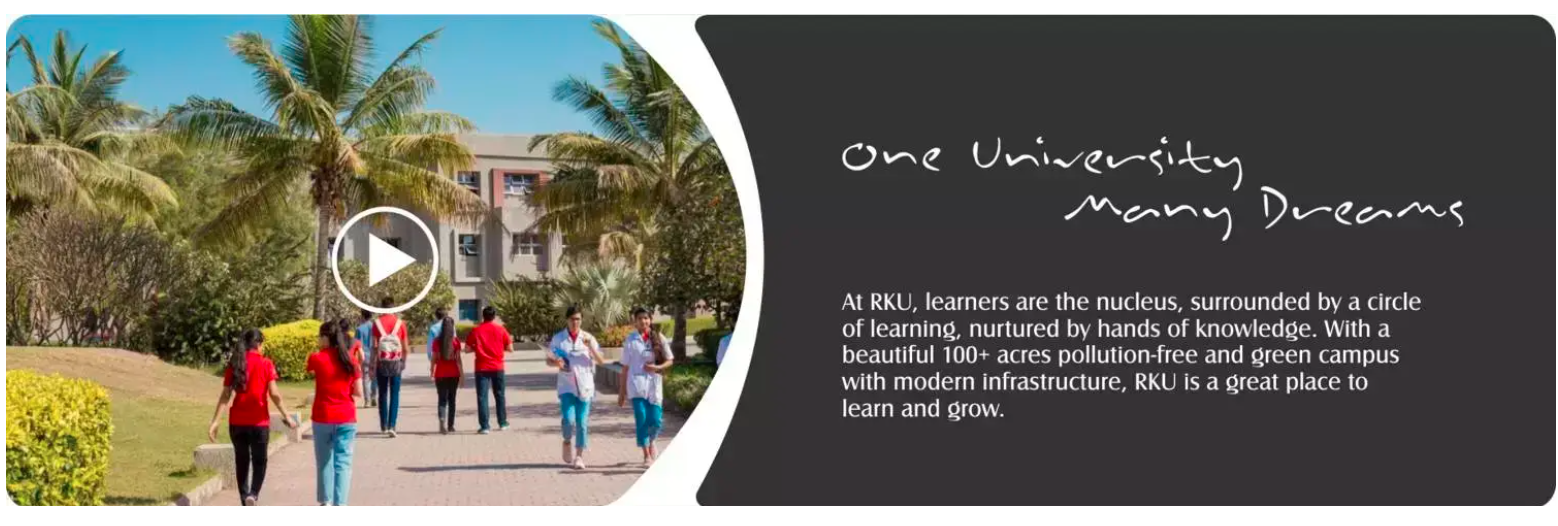 One University
Many Dreams
At RKU, learners are the nucleus, surrounded by a circle
of learning, nurtured by hands of knowledge. With a
beautiful 100+ acres pollution-free and green campus
with modern infrastructure, RKU is a great place to
learn and grow.